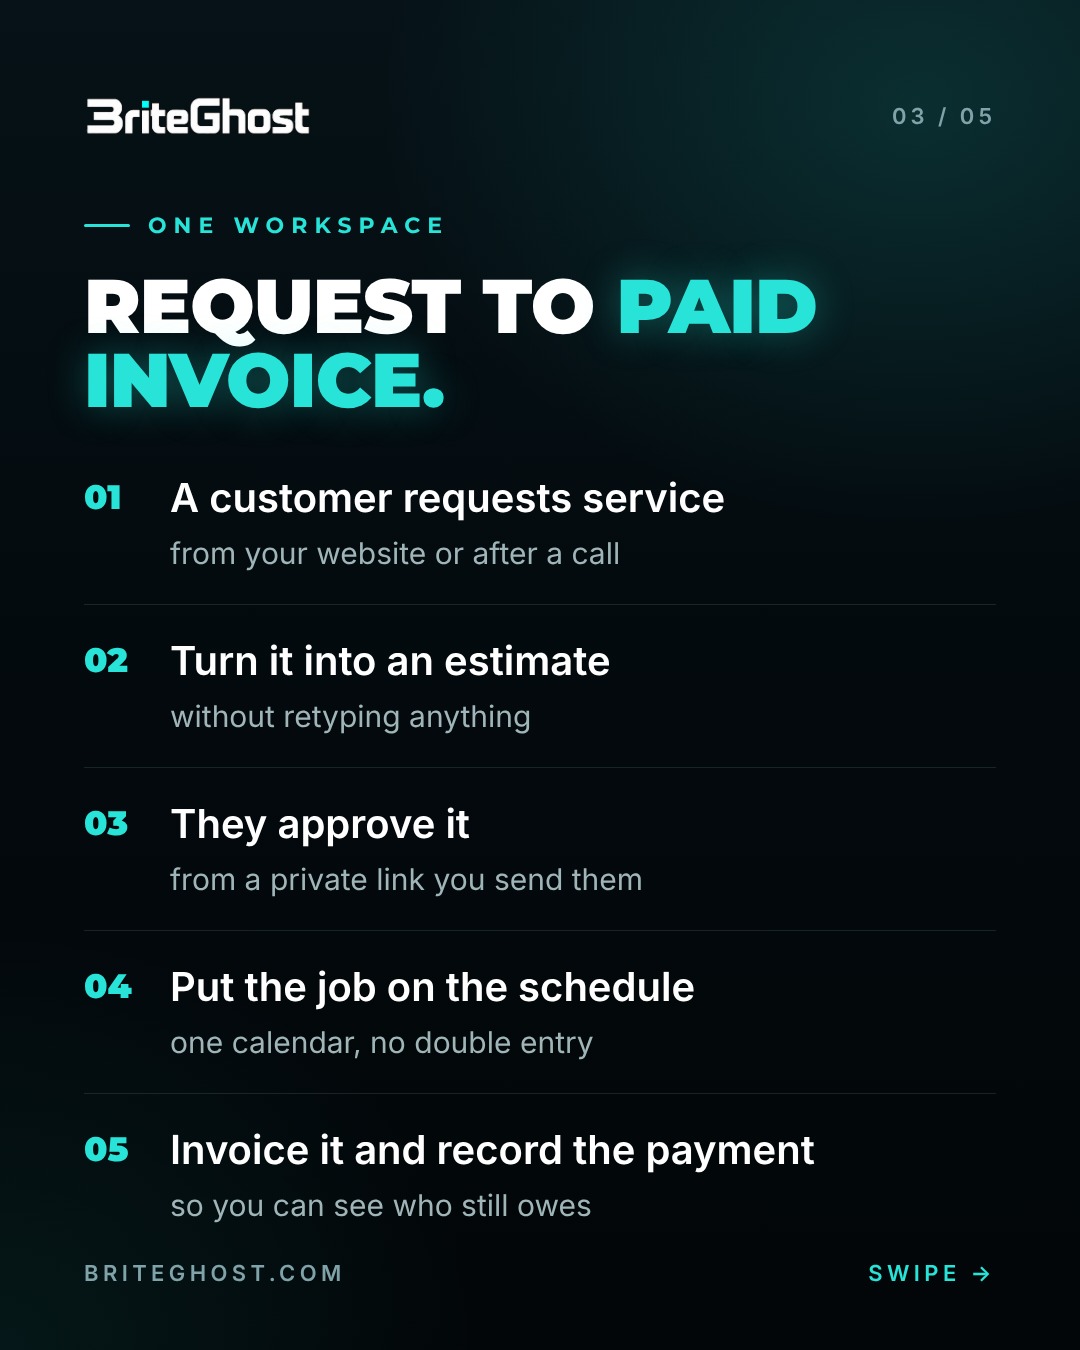 BriteGhost
03 / 05
ONE WORKSPACE
REQUEST TO PAID
INVOICE.
01 A customer requests service
from your website or after a call
02 Turn it into an estimate
without retyping anything
03 They approve it
from a private link you send them
04 Put the job on the schedule
one calendar, no double entry
05 Invoice it and record the payment
so you can see who still owes
BRITEGHOST.COM
SWIPE →